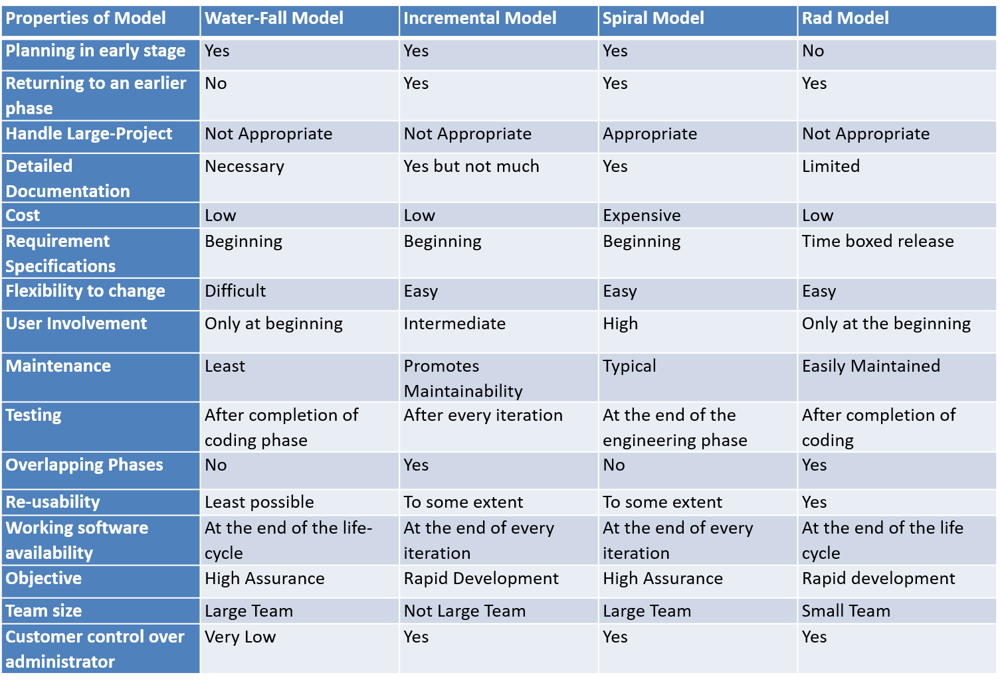 Properties of Model Water-Fall Model Incremental Model Spiral Model Rad Model
Planning in early stage Yes Yes Yes No
Returning to an earlier No Yes Yes Yes
phase
Handle Large-Project Not Appropriate Not Appropriate Appropriate Not Appropriate
Detailed Necessary Yes but not much Yes Limited
Documentation
Cost Low Low Expensive Low
Requirement Beginning Beginning Beginning Time boxed release
Specifications
Flexibility to change Difficult Easy Easy Easy
User Involvement Only at beginning Intermediate High Only at the beginning
Maintenance Least Promotes Typical Easily Maintained
Maintainability
Testing After completion of After every iteration At the end of the After completion of
coding phase engineering phase coding
Overlapping Phases No Yes No Yes
Re-usability Least possible To some extent To some extent Yes
Working software At the end of the life- At the end of every At the end of every At the end of the life
availability cycle iteration iteration cycle
Objective High Assurance Rapid Development High Assurance Rapid development
Team size Large Team Not Large Team Large Team Small Team
Customer control over Very Low Yes Yes Yes
administrator